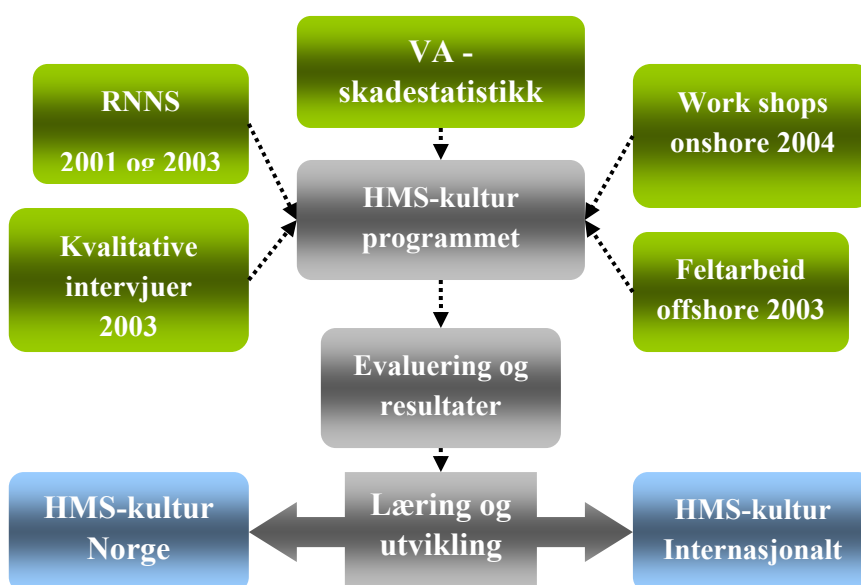 VA -
skadestatistikk
RNNS
2001 og 2003
Work shops
onshore 2004
HMS-kultur
programmet
Kvalitative
intervjuer
2003
Feltarbeid
offshore 2003
Evaluering og
resultater
HMS-kultur
Norge
Læring og
utvikling
HMS-kultur
Internasjonalt